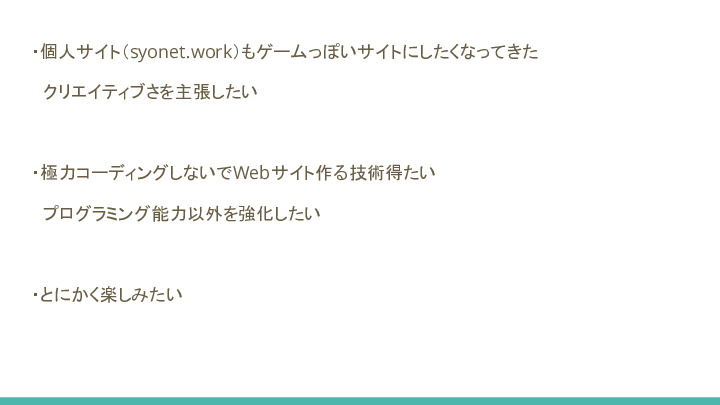 ・個人サイト（syonet.work）もゲームっぽいサイトにしたくなってきた
クリエイティブさを主張したい
・極力コーディングしないでWebサイト作る技術得たい
プログラミング能力以外を強化したい
・とにかく楽しみたい